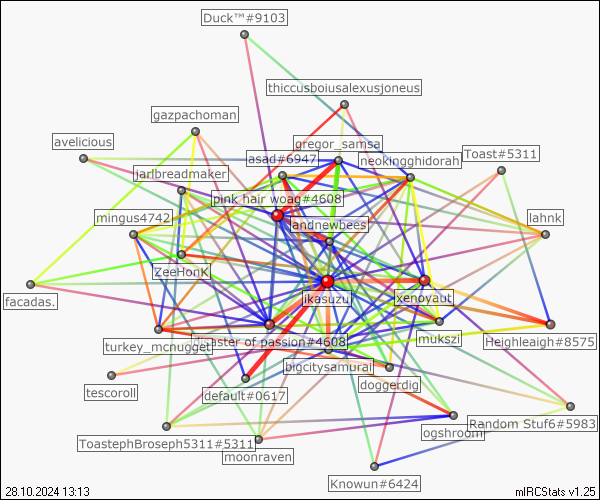 Duck™#9103
thiccusboiusalexusjoneus
gazpachoman
avelicious
gregor_samsa
asad#6947
neokingghidorah
Toast#5311
jarlbreadmaker
pink hair woag#4608
mingus4742
landnewbees
lahnk
ZeeHonK
facadas.
ikasuzu
xenoyaut
turkey_mcnugget
master of passion#4608
mukszi
Heighleaigh#8575
bigcitysamurai
doggerdig
tescoroll
default#0617
ToastephBroseph5311#5311
ogshroom
Random Stuf6#5983
moonraven
Knowun#6424
28.10.2024 13:13
mIRCStats v1.25